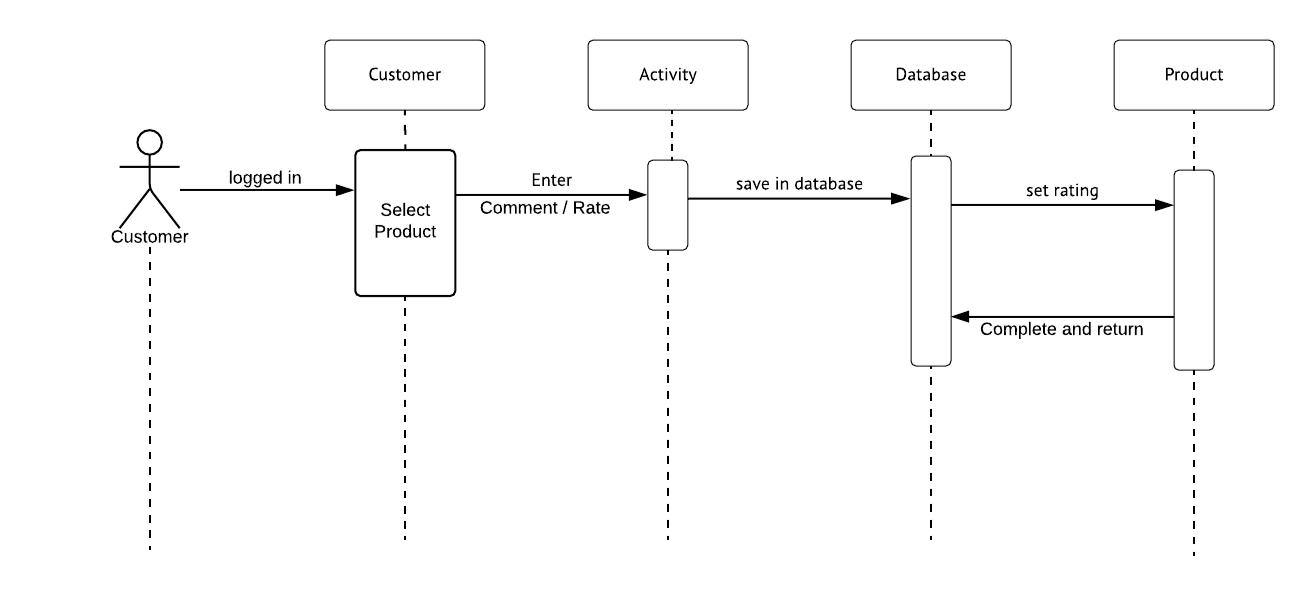 Customer
Activity
Database
Product
logged in
Enter
Comment / Rate
save in database
set rating
Select
Product
Customer
Complete and return